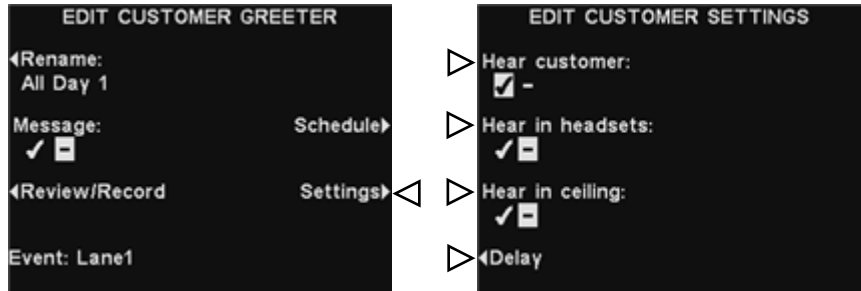 EDIT CUSTOMER GREETER
Rename:
All Day 1
Message:
Schedule
✓ -
Review/Record
Settings
Event: Lane1
EDIT CUSTOMER SETTINGS
Hear customer:
✓ -
Hear in headsets:
✓ -
Hear in ceiling:
✓ -
Delay